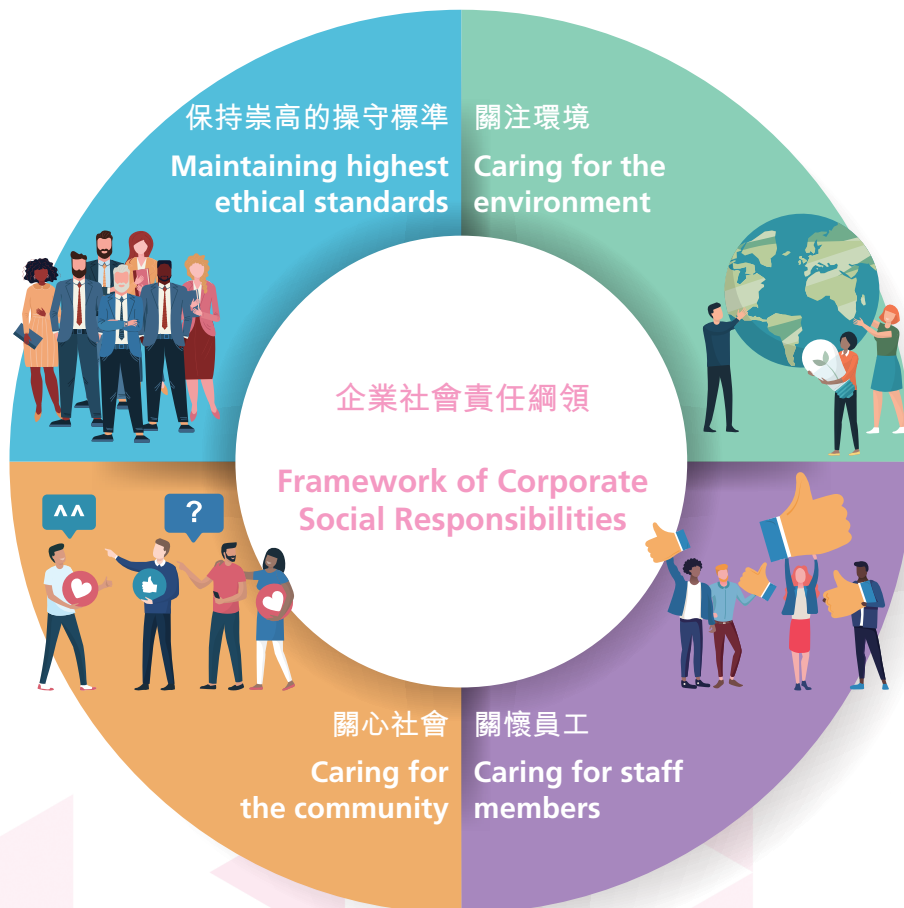 保持崇高的操守標準
Maintaining highest
ethical standards
關注環境
Caring for the
environment
企業社會責任綱領
Framework of Corporate
Social Responsibilities
^^
?
關心社會
Caring for
the community
關懷員工
Caring for staff
members